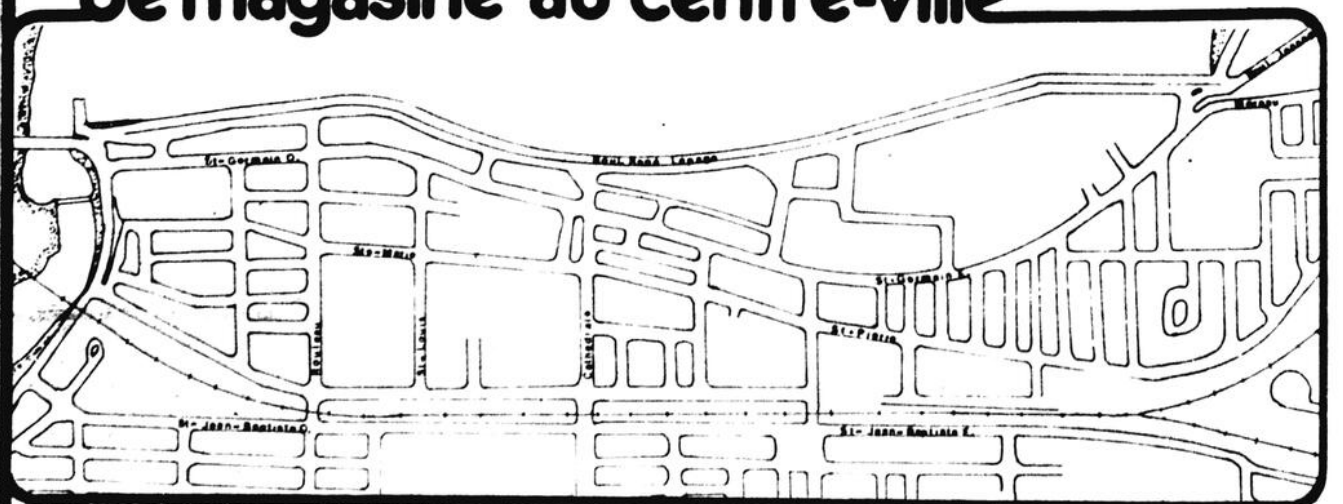 magasine au centre-ville
Boul. René Lepage
St-Germain O.
Ste-Marie
St-Germain E.
St-Pierre
Rouleau
St-Louis
Cathédrale
St-Jean-Baptiste O.
St-Jean-Baptiste E.